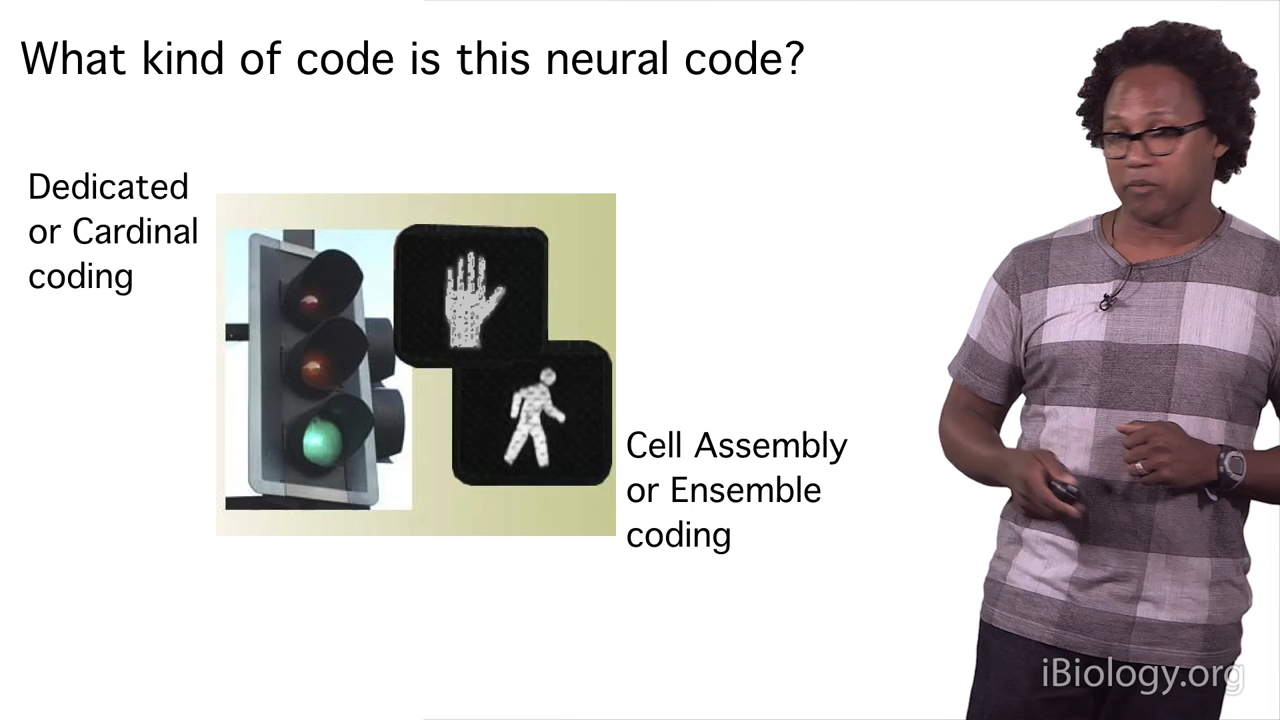 What kind of code is this neural code?
Dedicated
or Cardinal
coding
Cell Assembly
or Ensemble
coding
iBiology.org